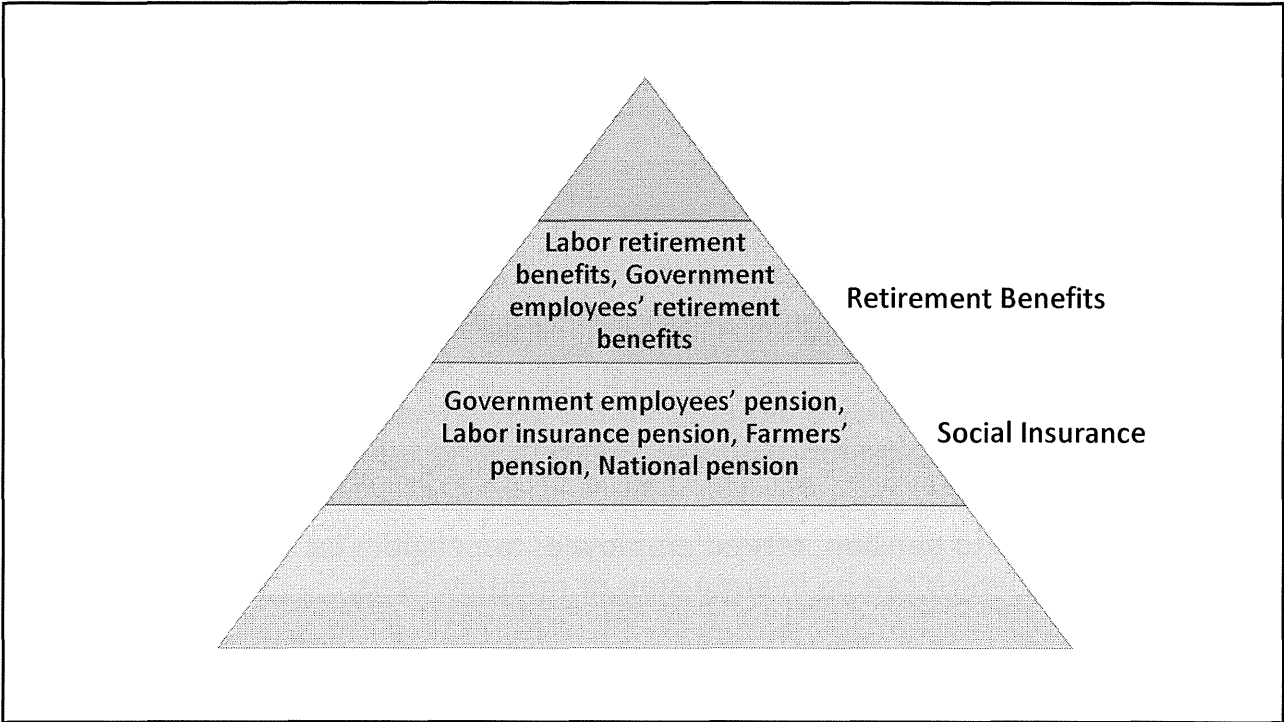 Labor retirement
benefits, Government
employees' retirement
benefits
Retirement Benefits
Government employees' pension,
Labor insurance pension, Farmers'
pension, National pension
Social Insurance